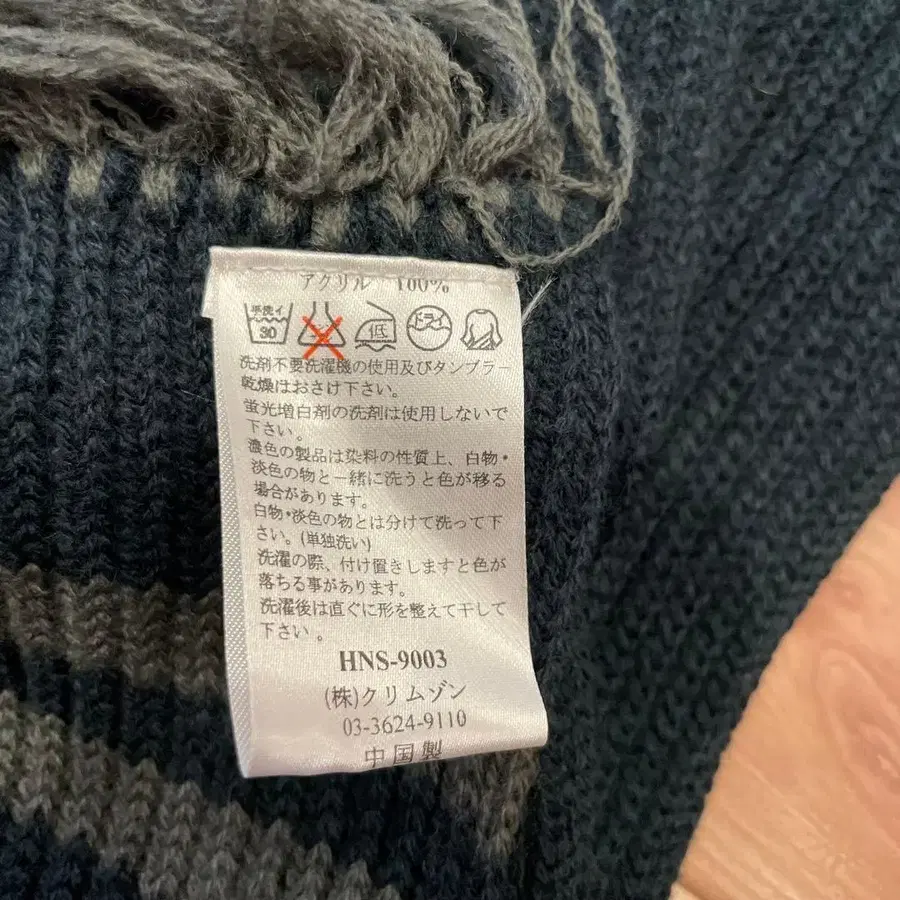 アクリル 100%
手洗イ 30 低 ドライ
洗剤不要洗濯機の使用及びタンブラー
乾燥はおさけ下さい。
蛍光増白剤の洗剤は使用しないで
下さい。
濃色の製品は染料の性質上、白物・
淡色の物と一緒に洗うと色が移る
場合があります。
白物・淡色の物とは分けて洗って下
さい。(単独洗い)
洗濯の際、付け置きしますと色が
落ちる事があります。
洗濯後は直ぐに形を整えて干して
下さい。
HNS-9003
(株)クリムゾン
03-3624-9110
中国製